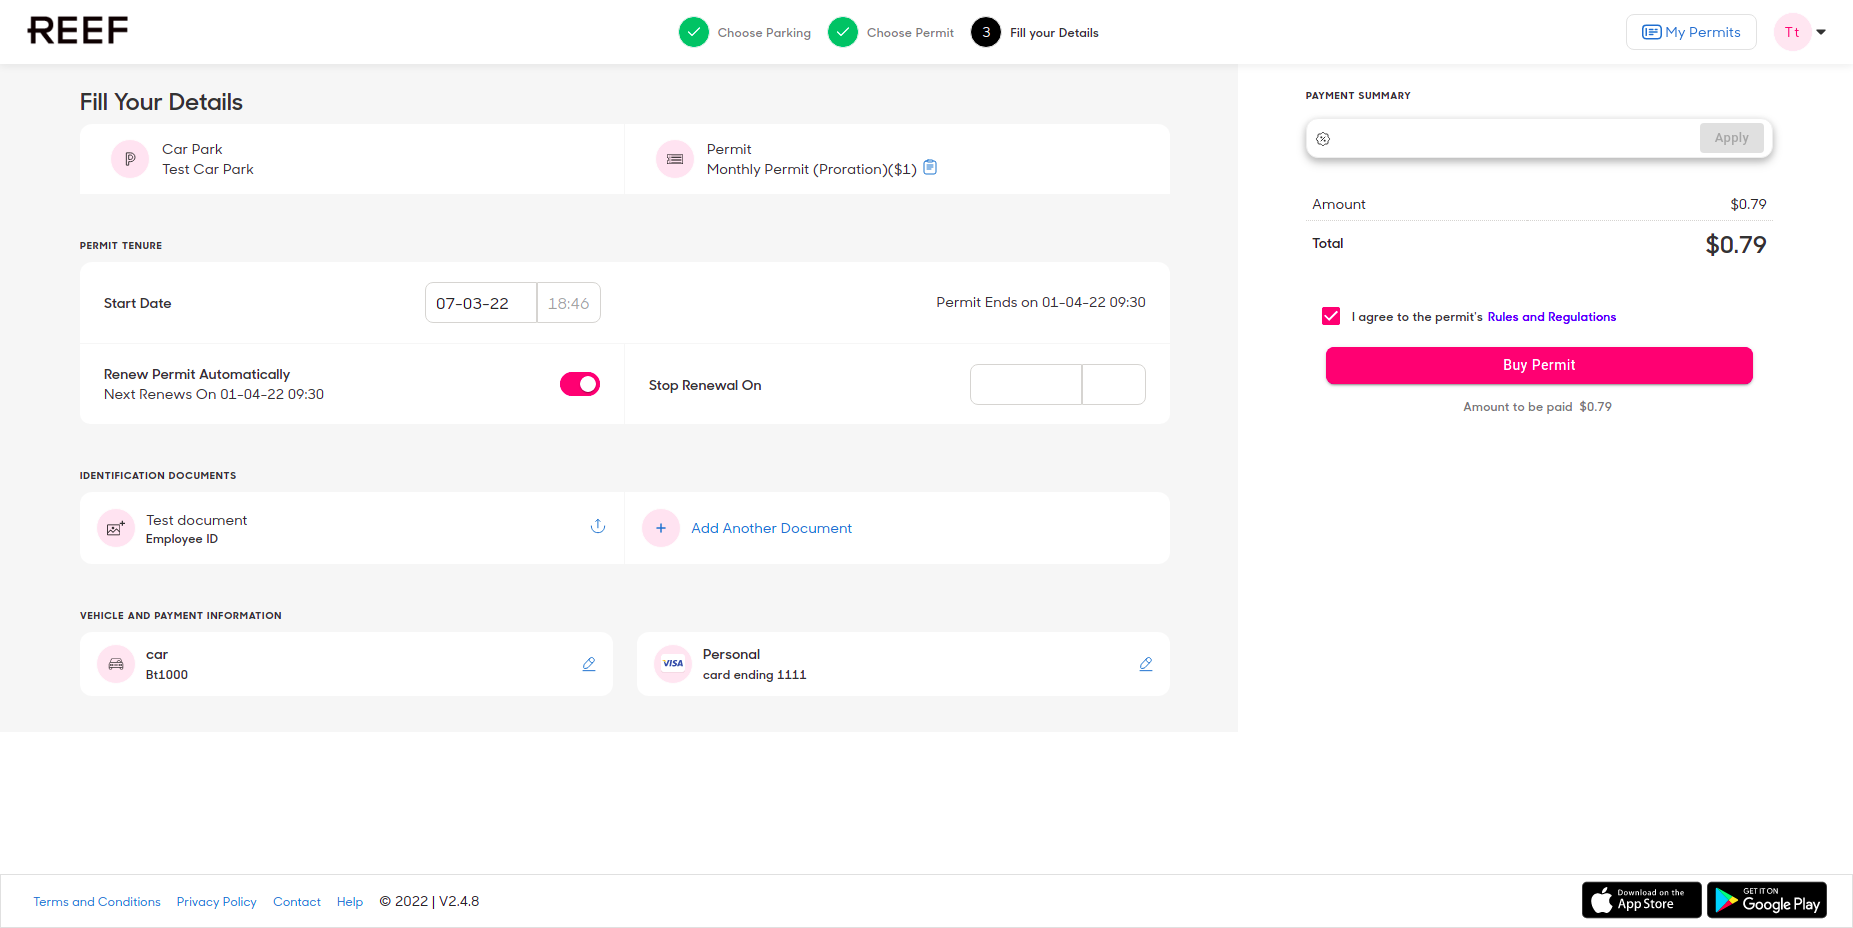 REEF
Choose Parking
Choose Permit
3
Fill your Details
My Permits
Tt
Fill Your Details
Car Park
Test Car Park
Permit
Monthly Permit (Proration)($1)
PERMIT TENURE
Start Date
07-03-22
18:46
Permit Ends on 01-04-22 09:30
Renew Permit Automatically
Next Renews On 01-04-22 09:30
Stop Renewal On
IDENTIFICATION DOCUMENTS
Test document
Employee ID
Add Another Document
VEHICLE AND PAYMENT INFORMATION
car
Bt1000
VISA
Personal
card ending 1111
PAYMENT SUMMARY
Apply
Amount
$0.79
Total
$0.79
I agree to the permit's Rules and Regulations
Buy Permit
Amount to be paid $0.79
Terms and Conditions
Privacy Policy
Contact
Help
© 2022 | V2.4.8
Download on the
App Store
GET IT ON
Google Play